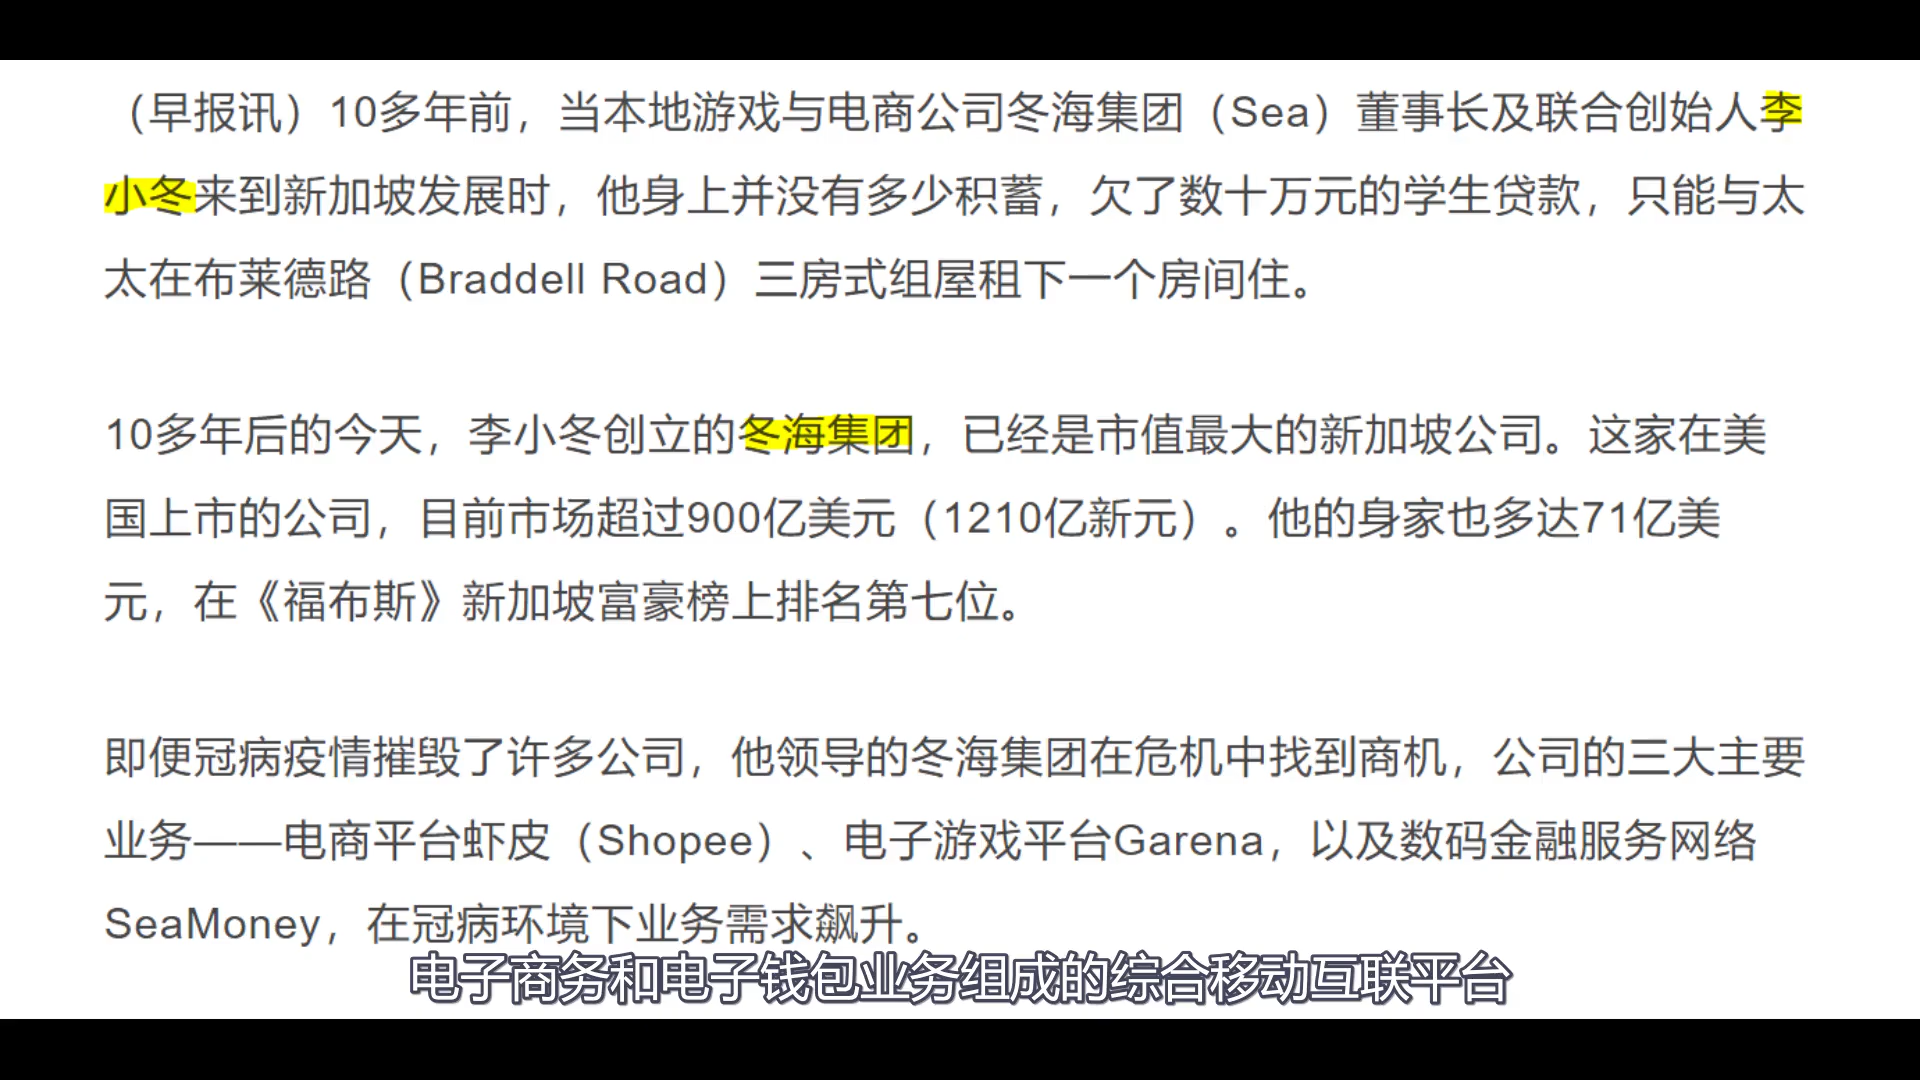 （早报讯）10多年前，当本地游戏与电商公司冬海集团（Sea）董事长及联合创始人李
小冬来到新加坡发展时，他身上并没有多少积蓄，欠了数十万元的学生贷款，只能与太
太在布莱德路（Braddell Road）三房式组屋租下一个房间住。
10多年后的今天，李小冬创立的冬海集团，已经是市值最大的新加坡公司。这家在美
国上市的公司，目前市场超过900亿美元（1210亿新元）。他的身家也多达71亿美
元，在《福布斯》新加坡富豪榜上排名第七位。
即便冠病疫情摧毁了许多公司，他领导的冬海集团在危机中找到商机，公司的三大主要
业务——电商平台虾皮（Shopee）、电子游戏平台Garena，以及数码金融服务网络
SeaMoney，在冠病环境下业务需求飙升。
电子商务和电子钱包业务组成的综合移动互联平台